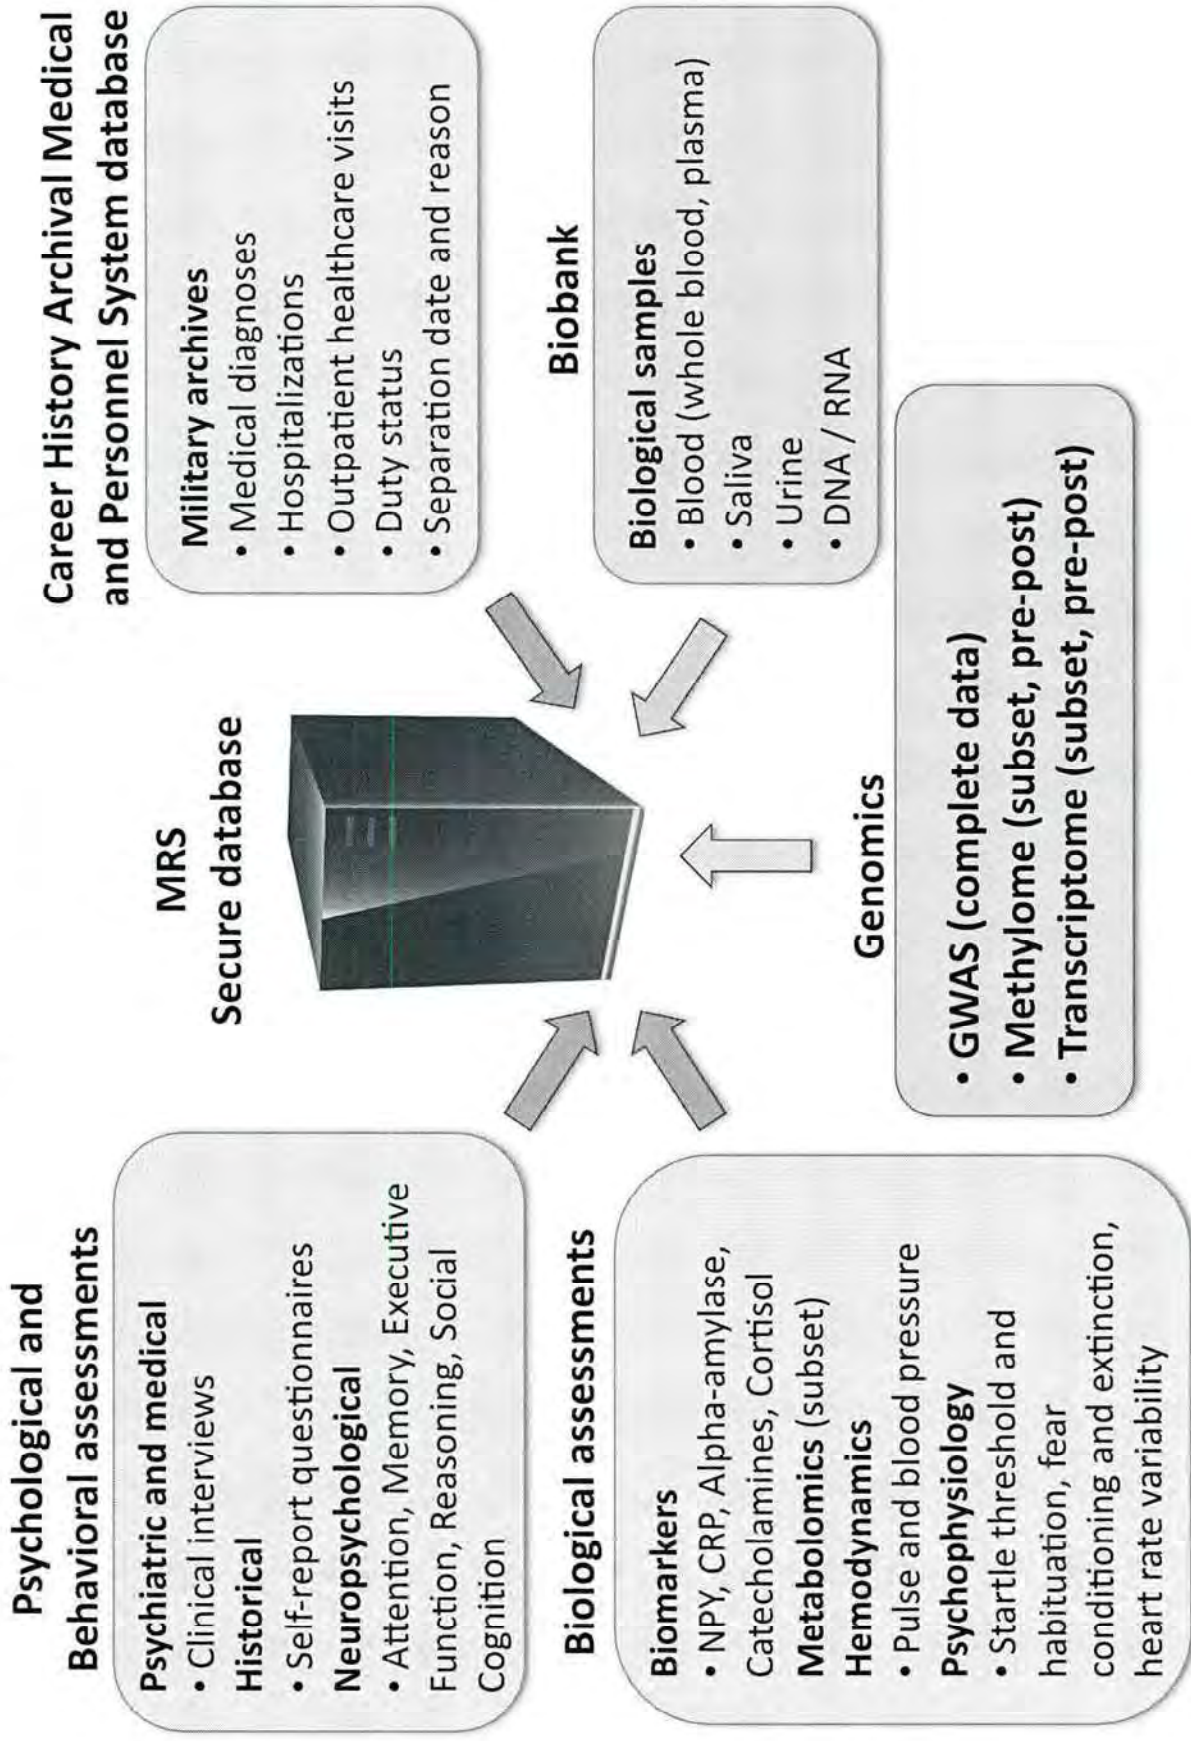 Psychological and
Behavioral assessments
Psychiatric and medical
• Clinical interviews
Historical
• Self-report questionnaires
Neuropsychological
• Attention, Memory, Executive
Function, Reasoning, Social
Cognition
Biological assessments
Biomarkers
• NPY, CRP, Alpha-amylase,
Catecholamines, Cortisol
Metabolomics (subset)
Hemodynamics
• Pulse and blood pressure
Psychophysiology
• Startle threshold and
habituation, fear
conditioning and extinction,
heart rate variability
MRS
Secure database
Genomics
• GWAS (complete data)
• Methylome (subset, pre-post)
• Transcriptome (subset, pre-post)
Career History Archival Medical
and Personnel System database
Military archives
• Medical diagnoses
• Hospitalizations
• Outpatient healthcare visits
• Duty status
• Separation date and reason
Biobank
Biological samples
• Blood (whole blood, plasma)
• Saliva
• Urine
• DNA / RNA